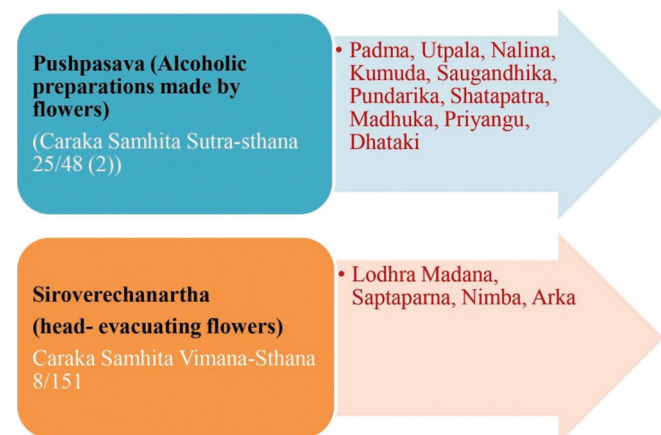 Pushpasava (Alcoholic
preparations made by
flowers)
(Caraka Samhita Sutra-sthana
25/48 (2))
• Padma, Utpala, Nalina,
Kumuda, Saugandhika,
Pundarika, Shatapatra,
Madhuka, Priyangu,
Dhataki
Siroverechanartha
(head- evacuating flowers)
Caraka Samhita Vimana-Sthana
8/151
• Lodhra Madana,
Saptaparna, Nimba, Arka